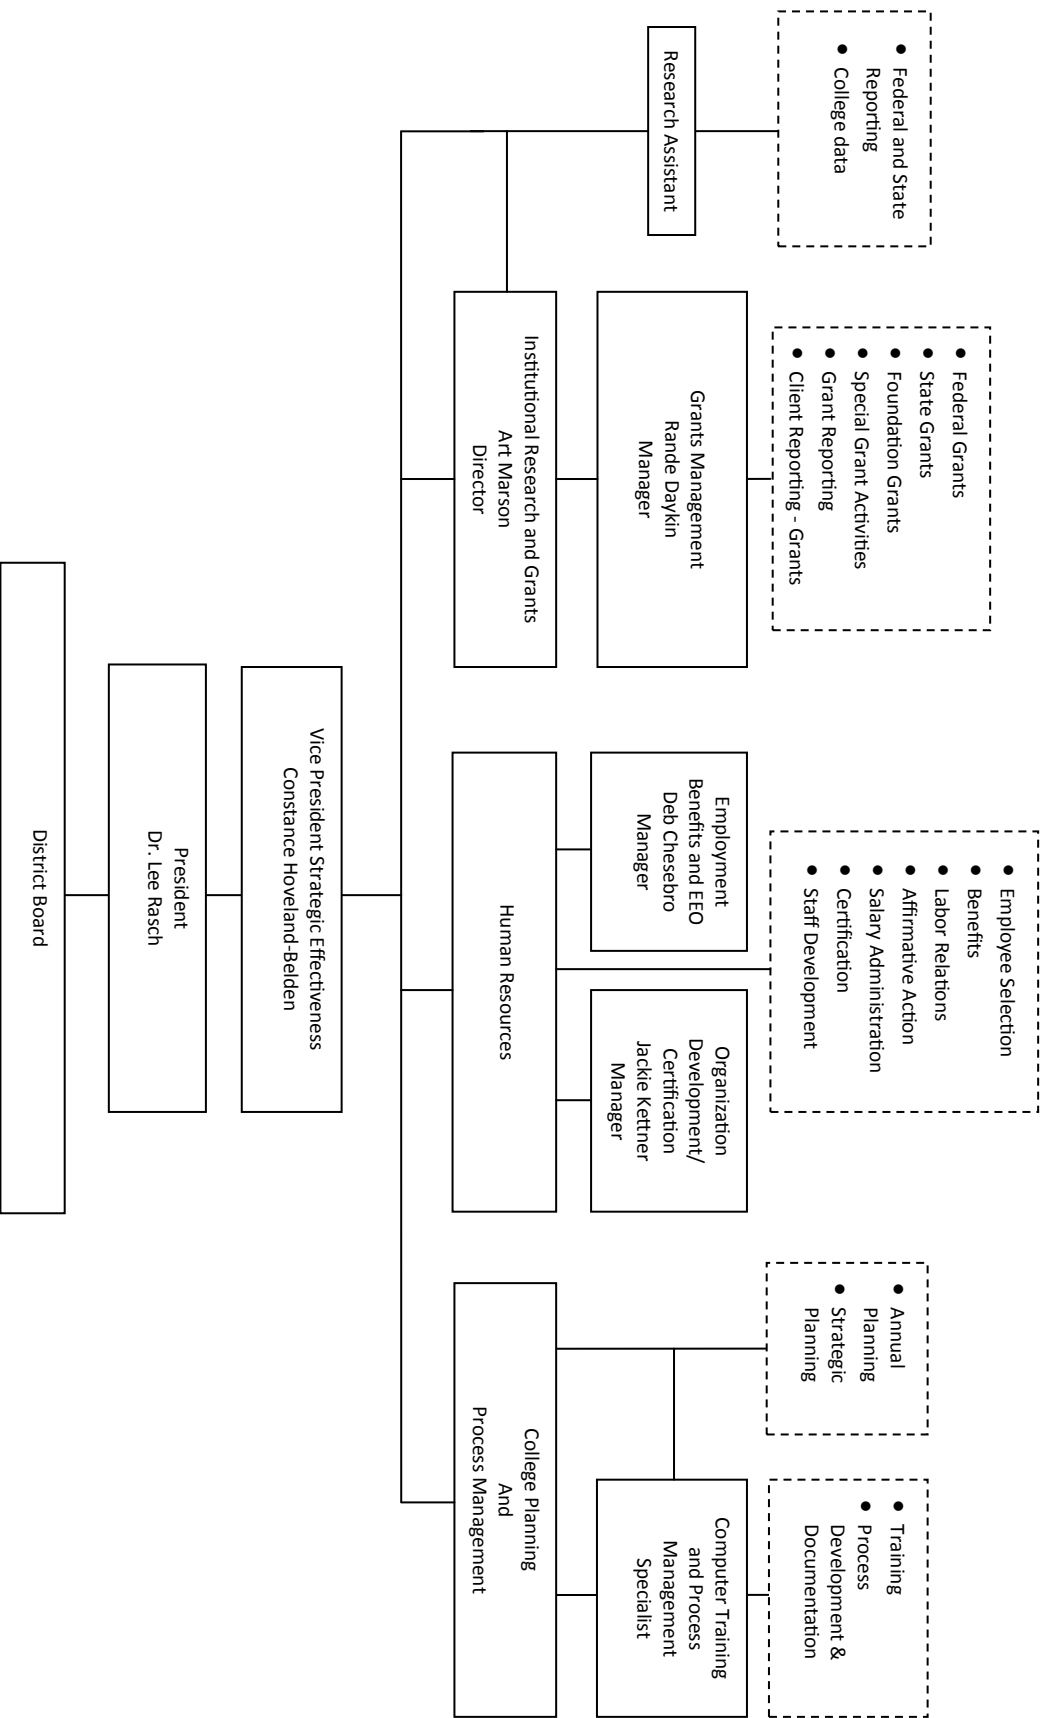 ● Federal and State
Reporting
● College data
Research Assistant
● Federal Grants
● State Grants
● Foundation Grants
● Special Grant Activities
● Grant Reporting
● Client Reporting - Grants
Grants Management
Rande Daykin
Manager
Institutional Research and Grants
Art Marson
Director
● Employee Selection
● Benefits
● Labor Relations
● Affirmative Action
● Salary Administration
● Certification
● Staff Development
Employment
Benefits and EEO
Deb Chesebro
Manager
Organization
Development/
Certification
Jackie Kettner
Manager
Human Resources
● Annual
Planning
● Strategic
Planning
● Training
● Process
Development &
Documentation
Computer Training
and Process
Management
Specialist
College Planning
And
Process Management
Vice President Strategic Effectiveness
Constance Hoveland-Belden
President
Dr. Lee Rasch
District Board